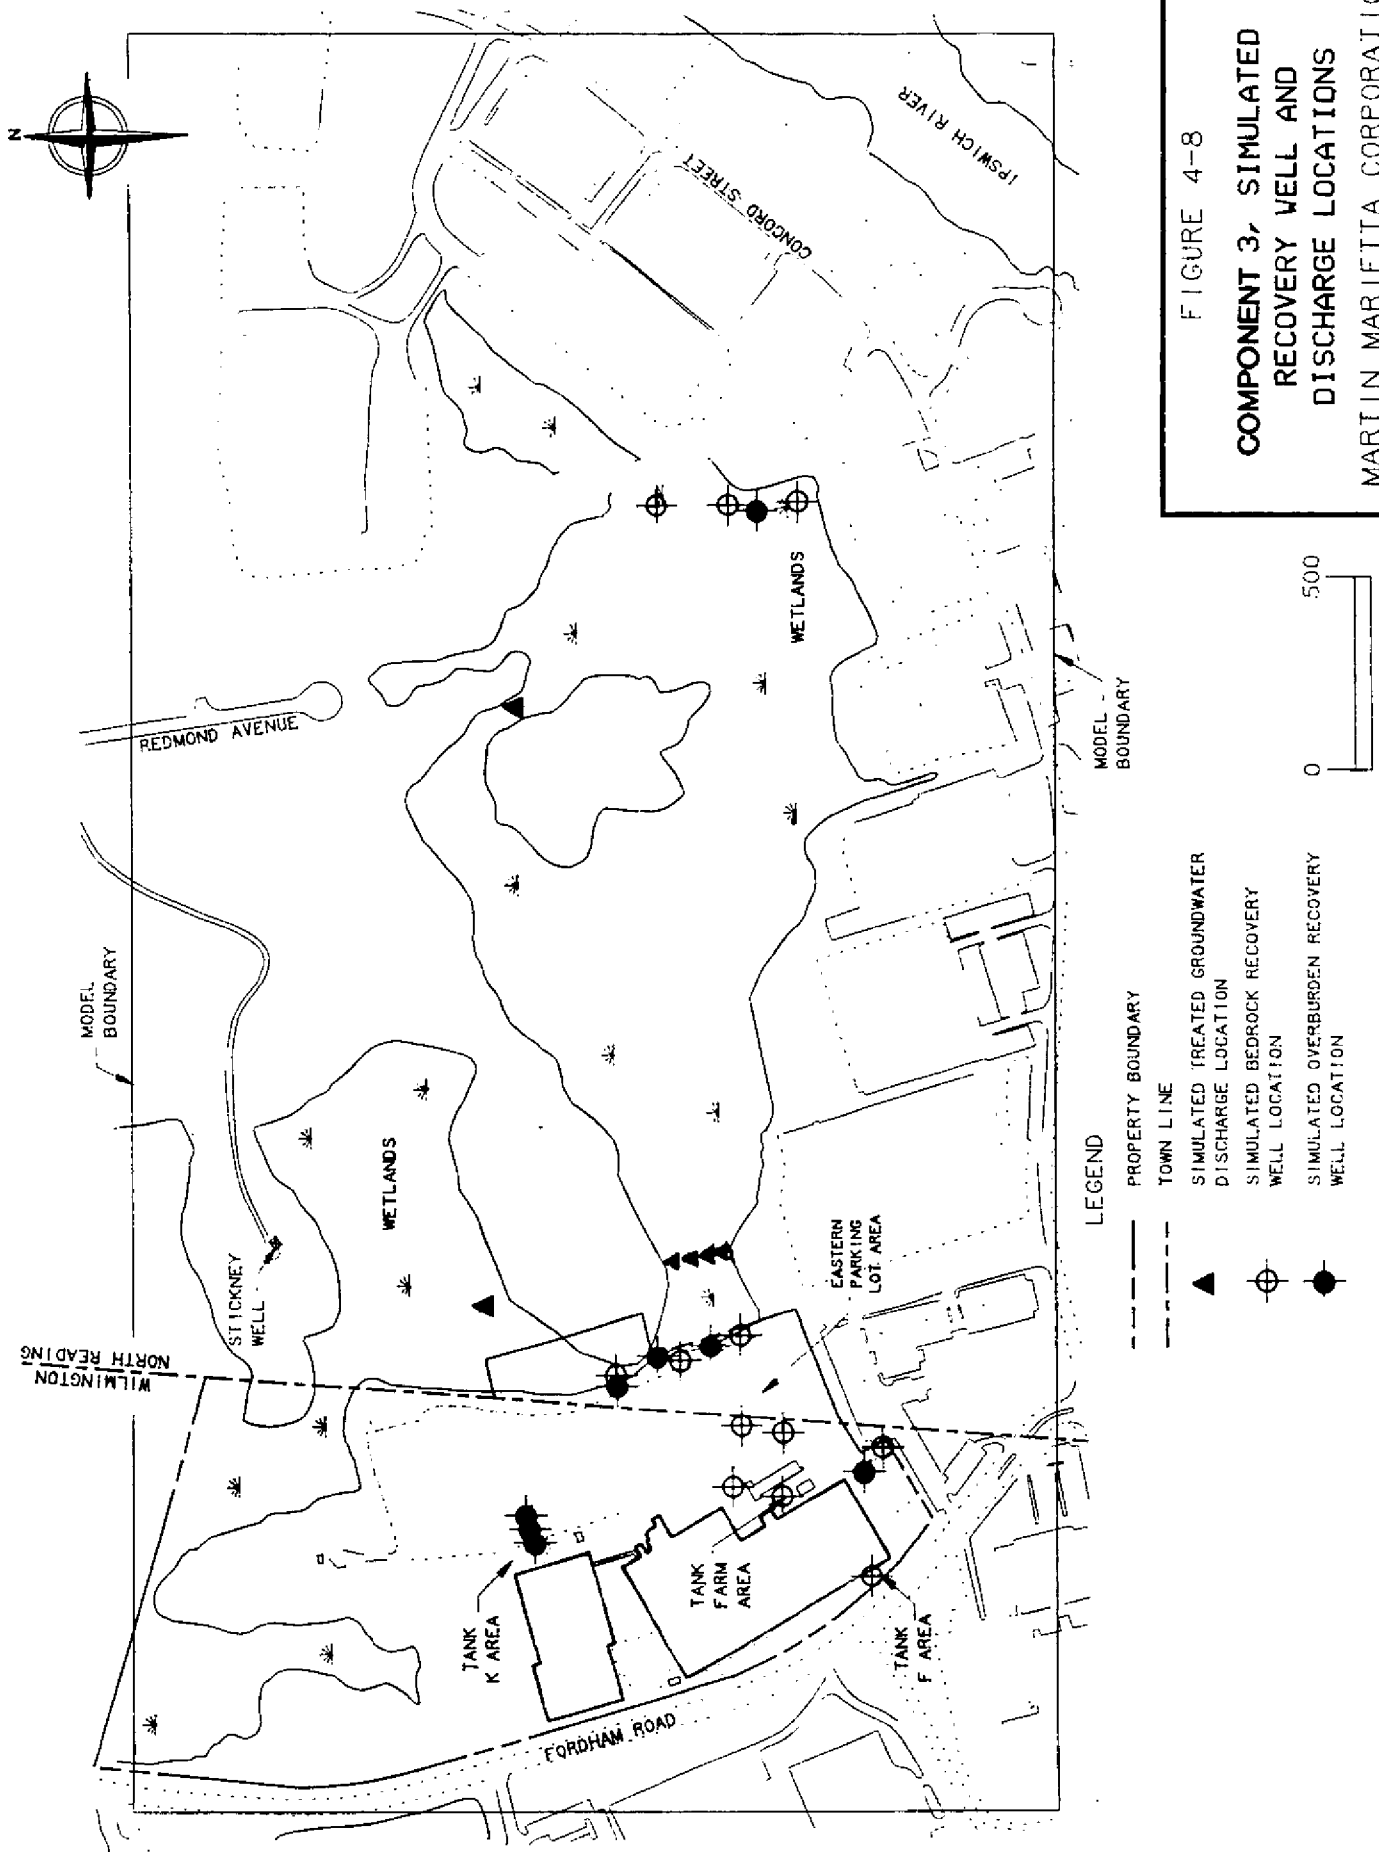 N
MODEL
BOUNDARY
REDMOND AVENUE
CONCORD STREET
IPSWICH RIVER
WILMINGTON
NORTH READING
STICKNEY
WELL
WETLANDS
WETLANDS
TANK
K AREA
TANK
FARM
AREA
EASTERN
PARKING
LOT AREA
TANK
F AREA
FORDHAM ROAD
MODEL
BOUNDARY
LEGEND
PROPERTY BOUNDARY
TOWN LINE
SIMULATED TREATED GROUNDWATER
DISCHARGE LOCATION
SIMULATED BEDROCK RECOVERY
WELL LOCATION
SIMULATED OVERBURDEN RECOVERY
WELL LOCATION
0 500
FIGURE 4-8
COMPONENT 3, SIMULATED
RECOVERY WELL AND
DISCHARGE LOCATIONS
MARTIN MARIETTA CORPORATIO